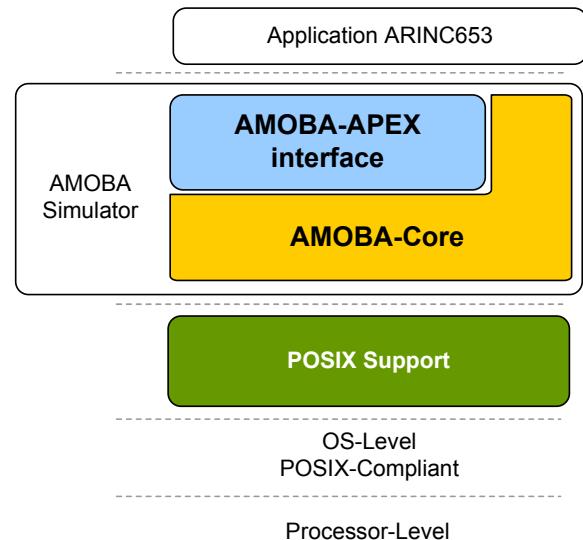 Application ARINC653
AMOBA-APEX
interface
AMOBA
Simulator
AMOBA-Core
POSIX Support
OS-Level
POSIX-Compliant
Processor-Level